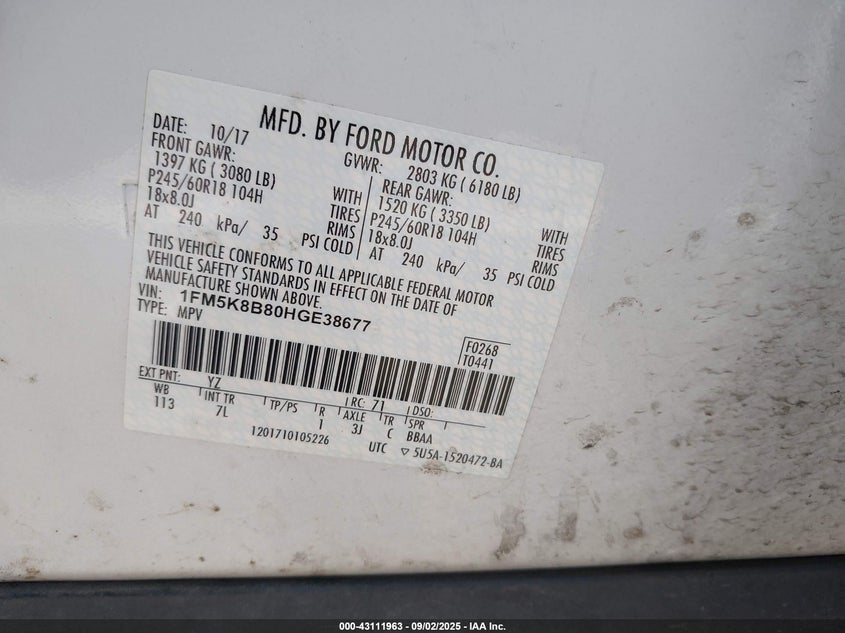 MFD. BY FORD MOTOR CO.
DATE: 10/17 GVWR: 2803 KG ( 6180 LB)
FRONT GAWR: REAR GAWR:
1397 KG ( 3080 LB) WITH 1520 KG ( 3350 LB) WITH
P245/60R18 104H TIRES P245/60R18 104H TIRES
18x8.0J RIMS 18x8.0J RIMS
AT 240 kPa/ 35 PSI COLD AT 240 kPa/ 35 PSI COLD
THIS VEHICLE CONFORMS TO ALL APPLICABLE FEDERAL MOTOR
VEHICLE SAFETY STANDARDS IN EFFECT ON THE DATE OF
MANUFACTURE SHOWN ABOVE.
VIN: 1FM5K8B80HGE38677
TYPE: MPV
F0268
T0441
EXT PNT: YZ RC: 71 DSO:
WB INT TR TP/PS R AXLE TR SPR
113 7L 1 3J C BBAA
1201710105226 UTC ▽ 5U5A-1520472-BA
000-43111963 - 09/02/2025 - IAA Inc.